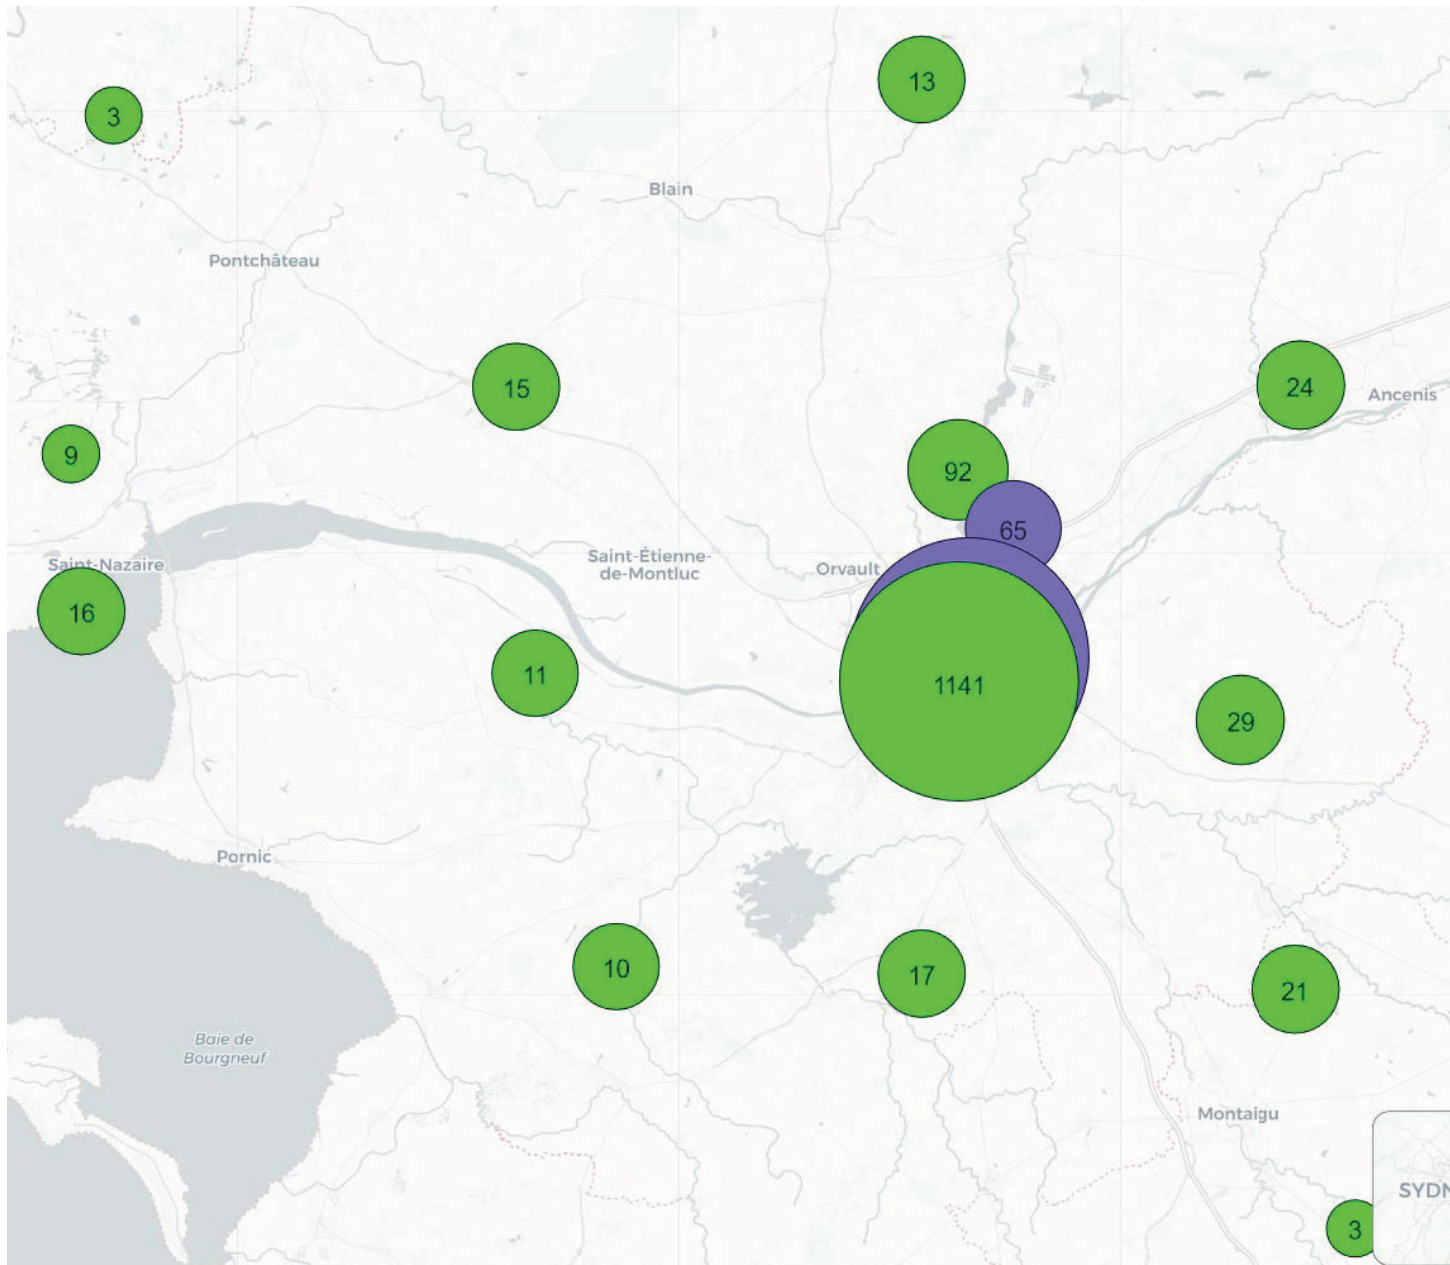 13
3
Blain
Pontchâteau
15
24
Ancenis
9
92
65
Saint-Étienne-
de-Montluc
Orvault
Saint-Nazaire
16
11
1141
29
Pornic
10
17
21
Baie de
Bourgneuf
Montaigu
SYDN
3